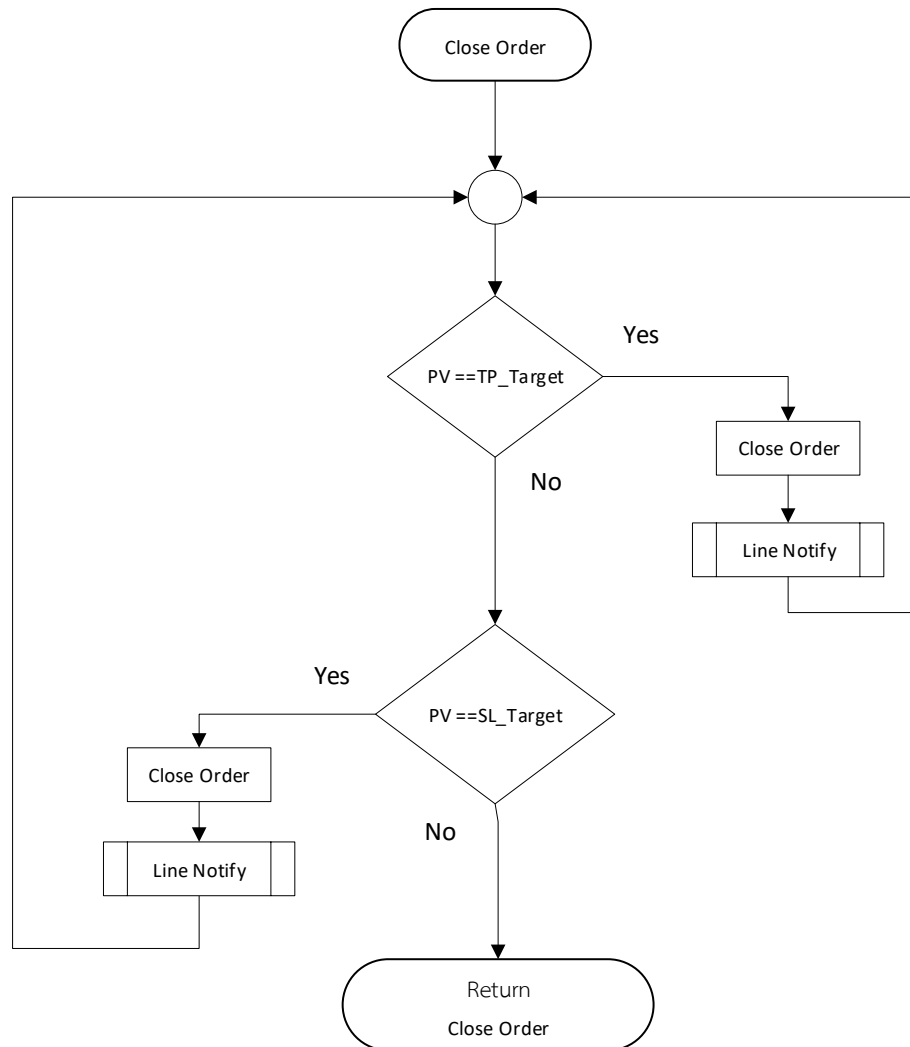 Close Order
Yes
PV ==TP_Target
Close Order
No
Line Notify
Yes
PV ==SL_Target
Close Order
No
Line Notify
Return
Close Order